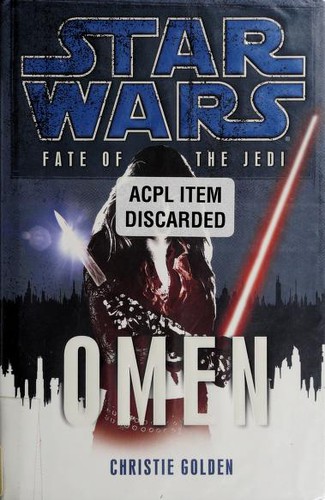 STAR
WARS®
FATE OF THE JEDI
ACPL ITEM
DISCARDED
OMEN
CHRISTIE GOLDEN